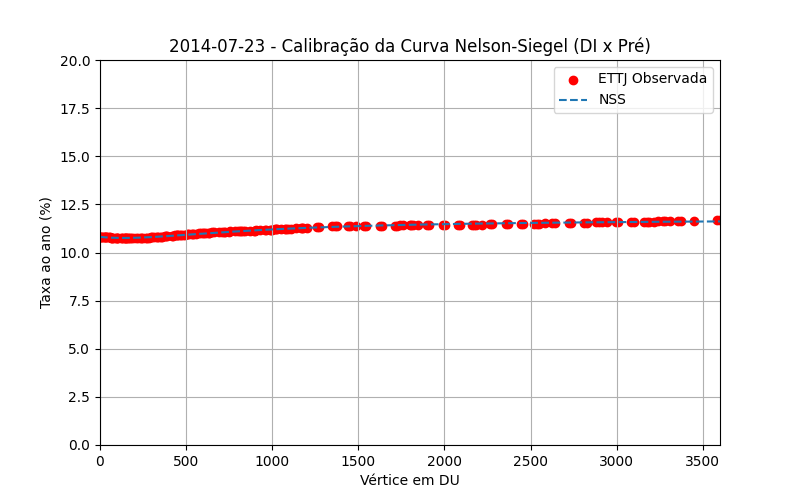 2014-07-23 - Calibração da Curva Nelson-Siegel (DI x Pré)
ETTJ Observada
NSS
20.0
17.5
15.0
12.5
10.0
7.5
5.0
2.5
0.0
Taxa ao ano (%)
0 500 1000 1500 2000 2500 3000 3500
Vértice em DU